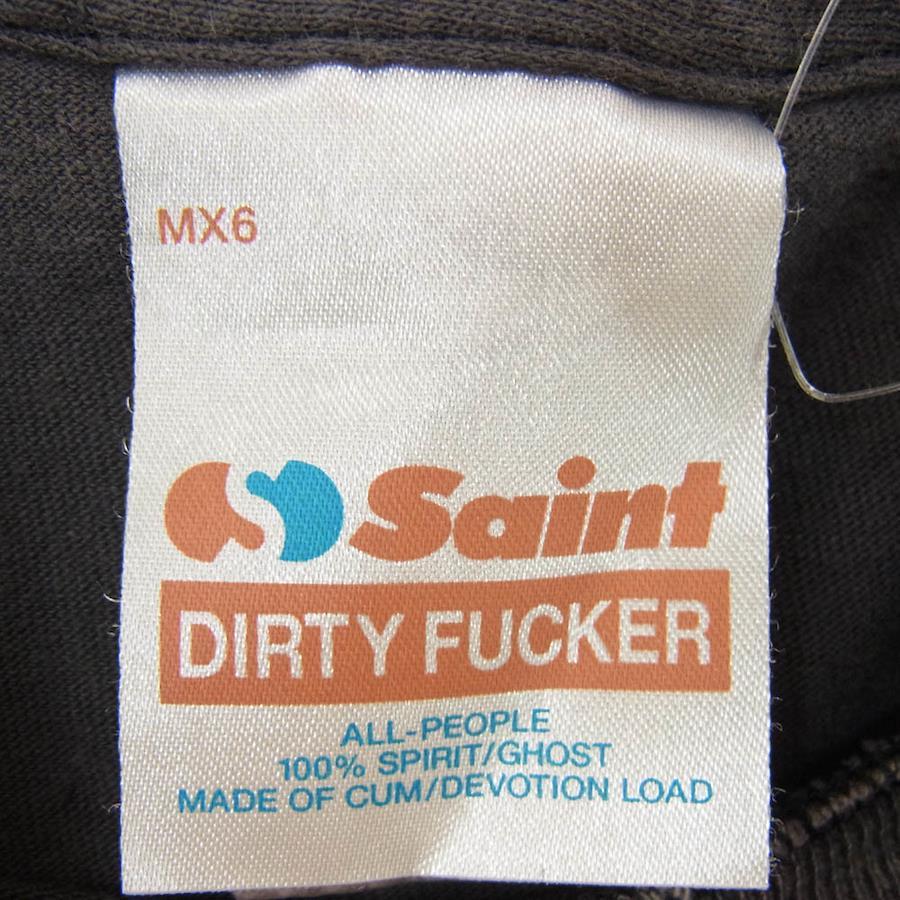 MX6
Saint
DIRTY FUCKER
ALL-PEOPLE
100% SPIRIT/GHOST
MADE OF CUM/DEVOTION LOAD